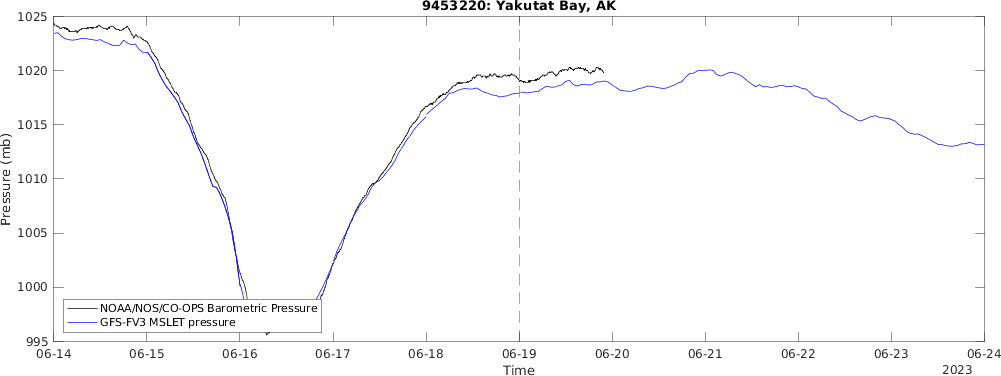 9453220: Yakutat Bay, AK
1025
1020
1015
1010
1005
1000
995
Pressure (mb)
NOAA/NOS/CO-OPS Barometric Pressure
GFS-FV3 MSLET pressure
06-14 06-15 06-16 06-17 06-18 06-19 06-20 06-21 06-22 06-23 06-24
Time
2023